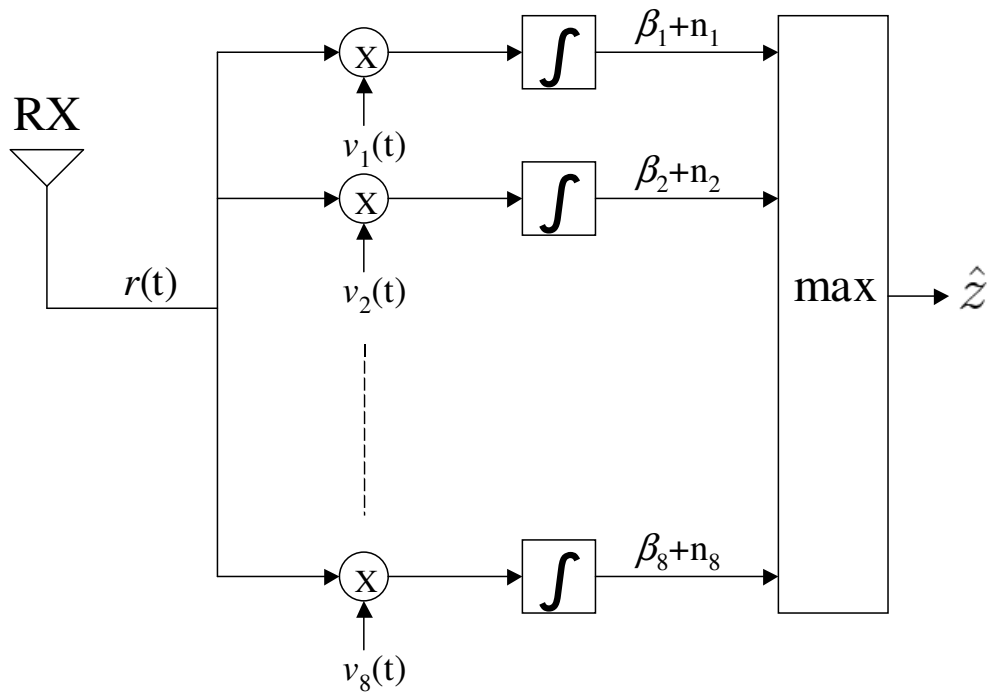 β₁+n₁
X
∫
RX
v₁(t)
β₂+n₂
X
∫
r(t)
v₂(t)
max
ẑ
β₈+n₈
X
∫
v₈(t)